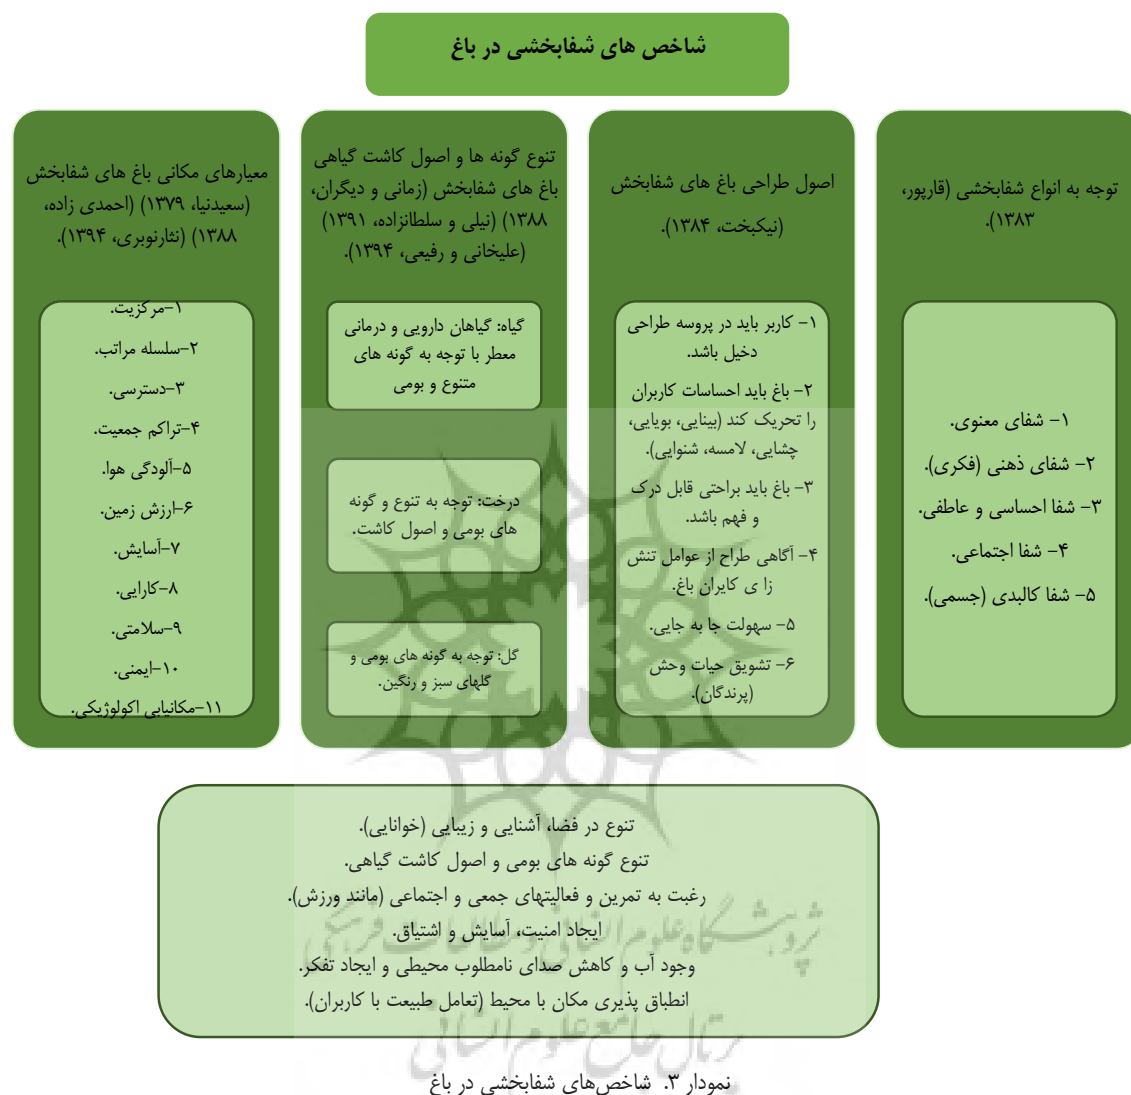 شاخص های شفابخشی در باغ
توجه به انواع شفابخشی (قارپور،
۱۳۸۳).
۱- شفای معنوی.
۲- شفای ذهنی (فکری).
۳- شفا احساسی و عاطفی.
۴- شفا اجتماعی.
۵- شفا کالبدی (جسمی).
اصول طراحی باغ های شفابخش
(نیکبخت، ۱۳۸۴).
۱- کاربر باید در پروسه طراحی
دخیل باشد.
۲- باغ باید احساسات کاربران
را تحریک کند (بینایی، بویایی،
چشایی، لامسه، شنوایی).
۳- باغ باید براحتی قابل درک
و فهم باشد.
۴- آگاهی طراح از عوامل تنش
زا ی کایران باغ.
۵- سهولت جا به جایی.
۶- تشویق حیات وحش
(پرندگان).
تنوع گونه ها و اصول کاشت گیاهی
باغ های شفابخش (زمانی و دیگران،
۱۳۸۸) (نیلی و سلطانزاده، ۱۳۹۱)
(علیخانی و رفیعی، ۱۳۹۴).
گیاه: گیاهان دارویی و درمانی
معطر با توجه به گونه های
متنوع و بومی
درخت: توجه به تنوع و گونه
های بومی و اصول کاشت.
گل: توجه به گونه های بومی و
گلهای سبز و رنگین.
معیارهای مکانی باغ های شفابخش
(سعیدنیا، ۱۳۷۹) (احمدی زاده،
۱۳۸۸) (نثارنوبری، ۱۳۹۴).
۱-مرکزیت.
۲-سلسله مراتب.
۳-دسترسی.
۴-تراکم جمعیت.
۵-آلودگی هوا.
۶-ارزش زمین.
۷-آسایش.
۸-کارایی.
۹-سلامتی.
۱۰-ایمنی.
۱۱-مکانیابی اکولوژیکی.
تنوع در فضا، آشنایی و زیبایی (خوانایی).
تنوع گونه های بومی و اصول کاشت گیاهی.
رغبت به تمرین و فعالیتهای جمعی و اجتماعی (مانند ورزش).
ایجاد امنیت، آسایش و اشتیاق.
وجود آب و کاهش صدای نامطلوب محیطی و ایجاد تفکر.
انطباق پذیری مکان با محیط (تعامل طبیعت با کاربران).
پژوهشگاه علوم انسانی و مطالعات فرهنگی
پرتال جامع علوم انسانی
نمودار ۳. شاخص‌های شفابخشی در باغ